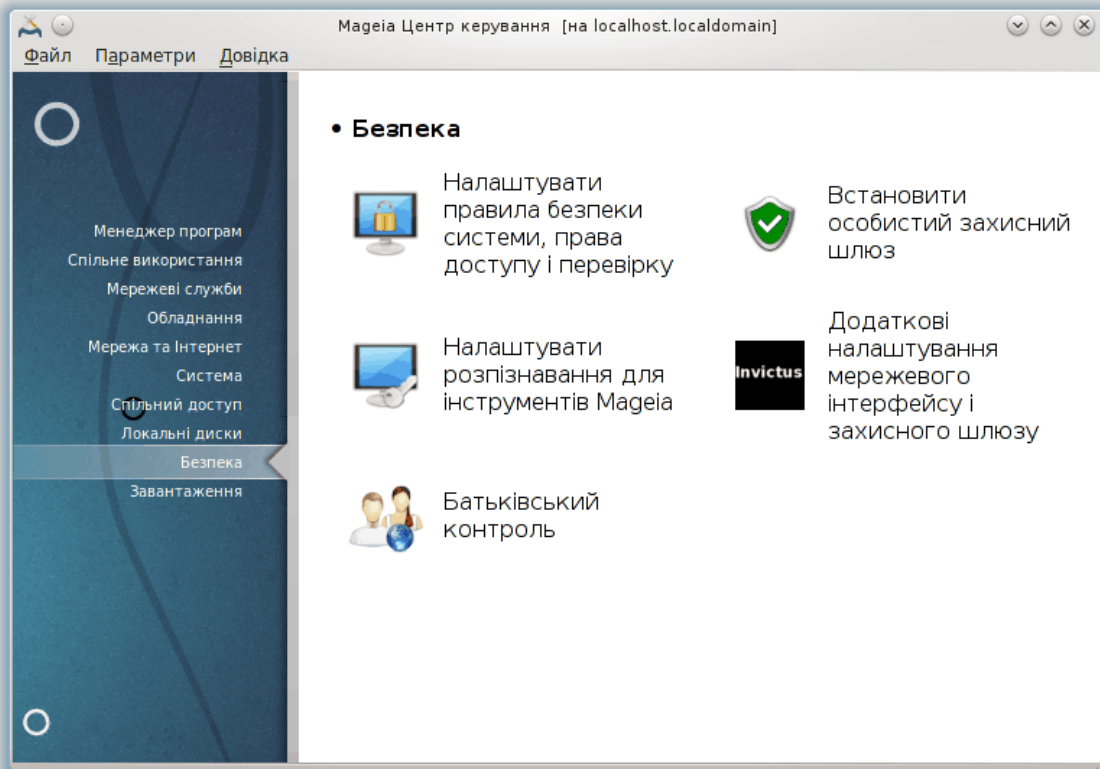 Mageia Центр керування [на localhost.localdomain]
Файл Параметри Довідка
Менеджер програм
Спільне використання
Мережеві служби
Обладнання
Мережа та Інтернет
Система
Спільний доступ
Локальні диски
Безпека
Завантаження
• Безпека
Налаштувати
правила безпеки
системи, права
доступу і перевірку
Встановити
особистий захисний
шлюз
Налаштувати
розпізнавання для
інструментів Mageia
Invictus
Додаткові
налаштування
мережевого
інтерфейсу і
захисного шлюзу
Батьківський
контроль